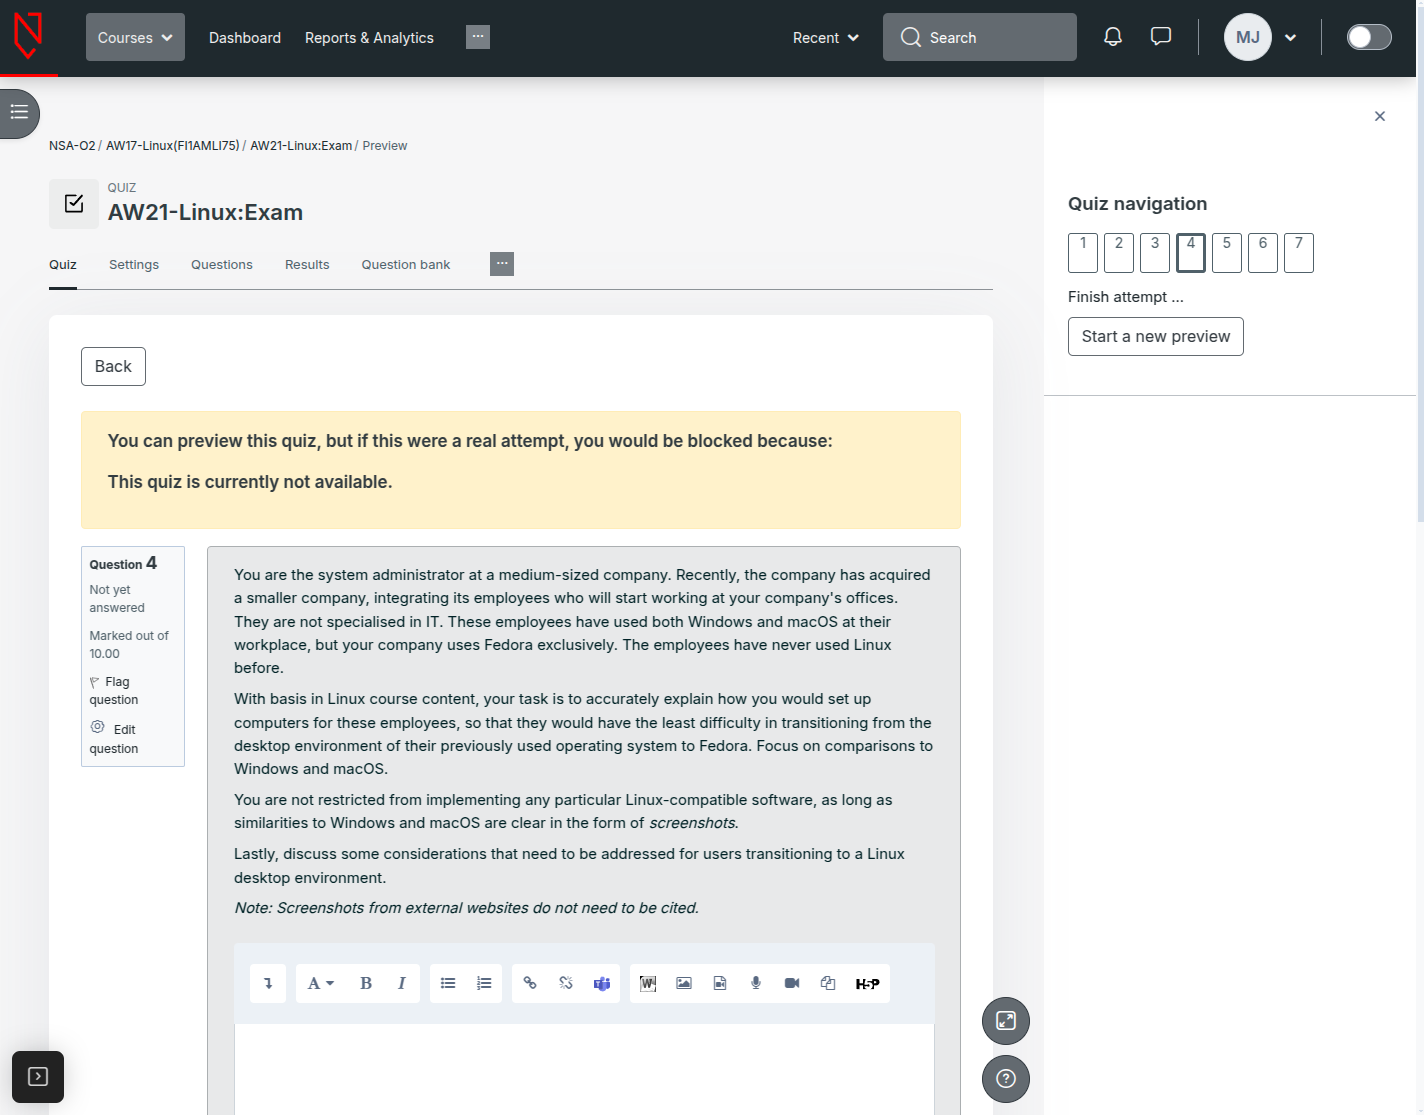 Courses
Dashboard
Reports & Analytics
Recent
Search
MJ
NSA-O2 / AW17-Linux(FI1AMLI75) / AW21-Linux:Exam / Preview
QUIZ
AW21-Linux:Exam
Quiz
Settings
Questions
Results
Question bank
Back
You can preview this quiz, but if this were a real attempt, you would be blocked because:
This quiz is currently not available.
Question 4
Not yet
answered
Marked out of
10.00
Flag
question
Edit
question
You are the system administrator at a medium-sized company. Recently, the company has acquired
a smaller company, integrating its employees who will start working at your company's offices.
They are not specialised in IT. These employees have used both Windows and macOS at their
workplace, but your company uses Fedora exclusively. The employees have never used Linux
before.
With basis in Linux course content, your task is to accurately explain how you would set up
computers for these employees, so that they would have the least difficulty in transitioning from the
desktop environment of their previously used operating system to Fedora. Focus on comparisons to
Windows and macOS.
You are not restricted from implementing any particular Linux-compatible software, as long as
similarities to Windows and macOS are clear in the form of screenshots.
Lastly, discuss some considerations that need to be addressed for users transitioning to a Linux
desktop environment.
Note: Screenshots from external websites do not need to be cited.
A B I
W
H5P
Quiz navigation
1 2 3 4 5 6 7
Finish attempt ...
Start a new preview